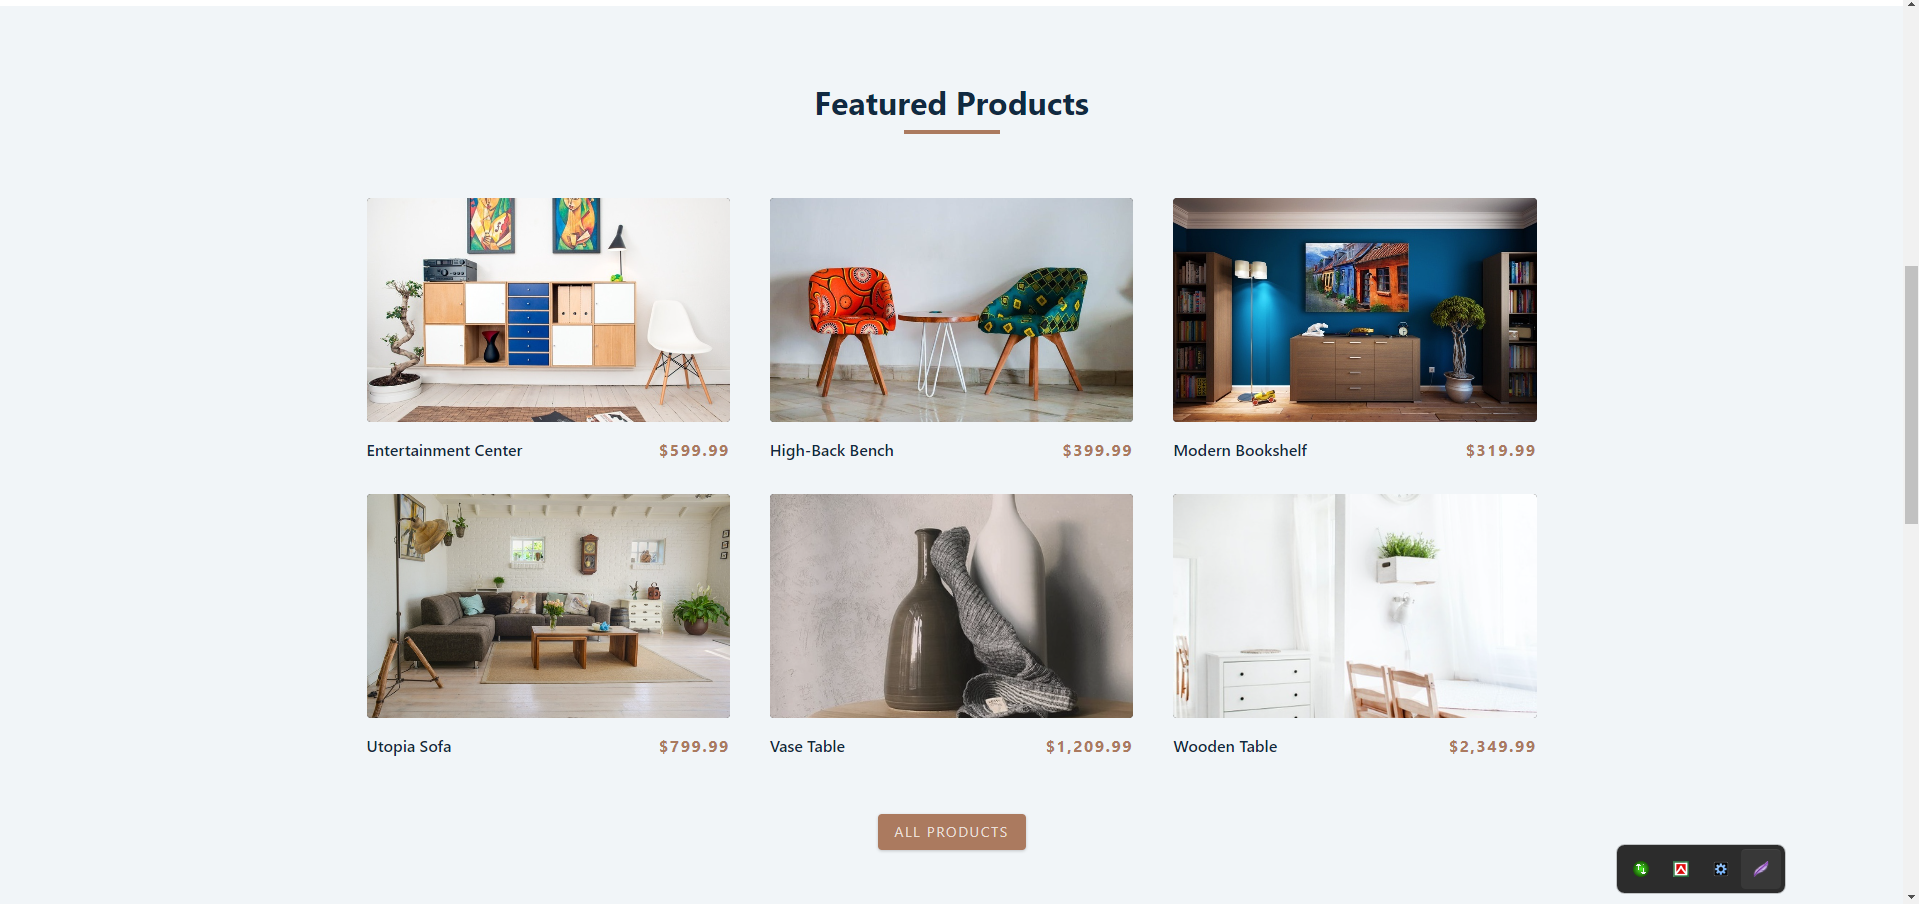 Featured Products
Entertainment Center $599.99
High-Back Bench $399.99
Modern Bookshelf $319.99
Utopia Sofa $799.99
Vase Table $1,209.99
Wooden Table $2,349.99
ALL PRODUCTS